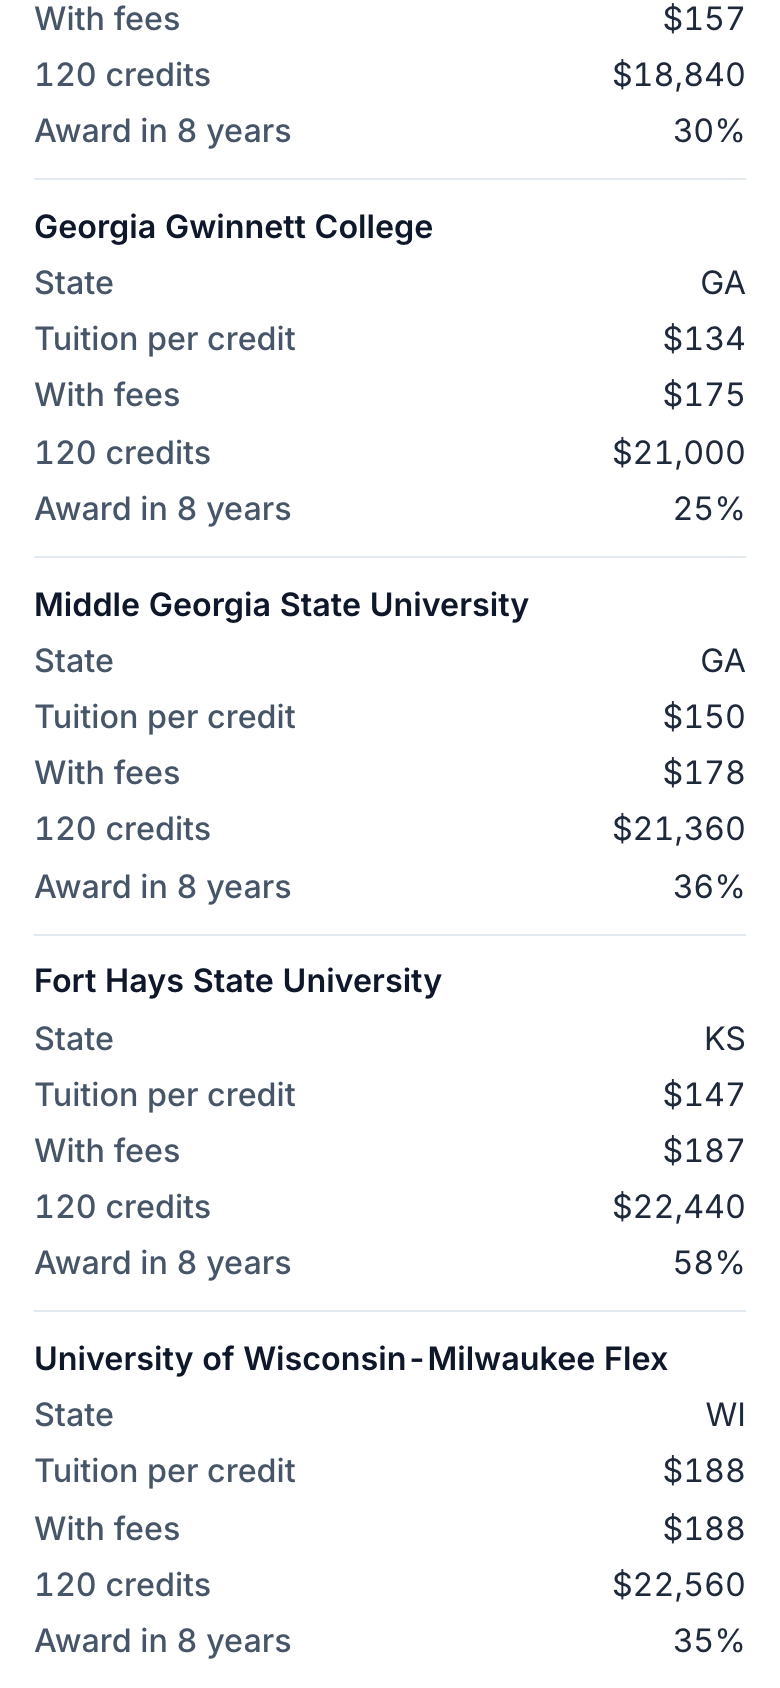 With fees $157
120 credits $18,840
Award in 8 years 30%
Georgia Gwinnett College
State GA
Tuition per credit $134
With fees $175
120 credits $21,000
Award in 8 years 25%
Middle Georgia State University
State GA
Tuition per credit $150
With fees $178
120 credits $21,360
Award in 8 years 36%
Fort Hays State University
State KS
Tuition per credit $147
With fees $187
120 credits $22,440
Award in 8 years 58%
University of Wisconsin-Milwaukee Flex
State WI
Tuition per credit $188
With fees $188
120 credits $22,560
Award in 8 years 35%